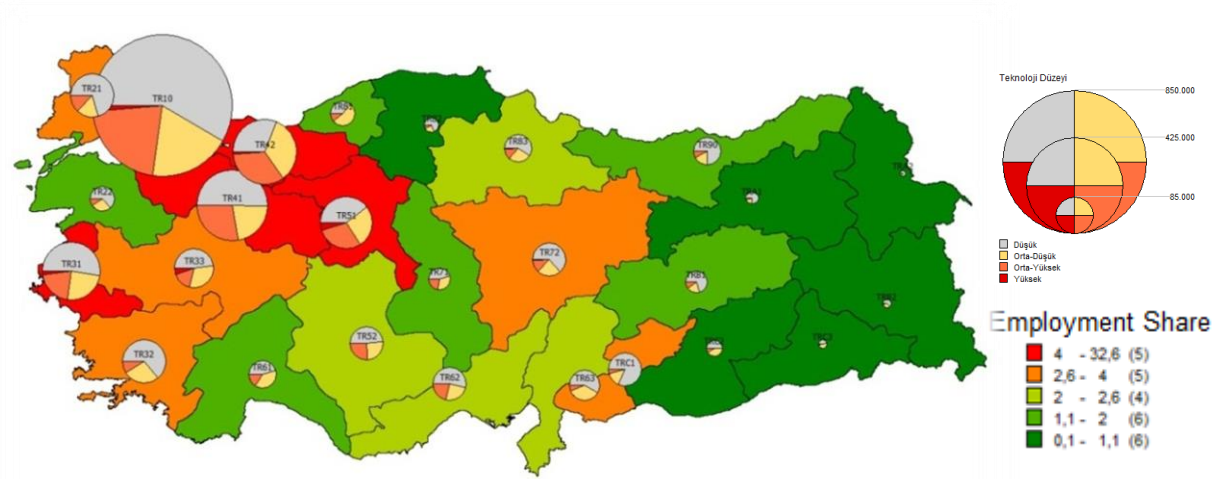 TR21
TR10
TR42
TR83
TR90
TR22
TR41
TR51
TR31
TR33
TR72
TR71
TRB1
TR52
TR32
TR61
TR62
TR63
TRC1
Teknoloji Düzeyi
850.000
425.000
85.000
Düşük
Orta-Düşük
Orta-Yüksek
Yüksek
Employment Share
4 - 32,6 (5)
2,6 - 4 (5)
2 - 2,6 (4)
1,1 - 2 (6)
0,1 - 1,1 (6)